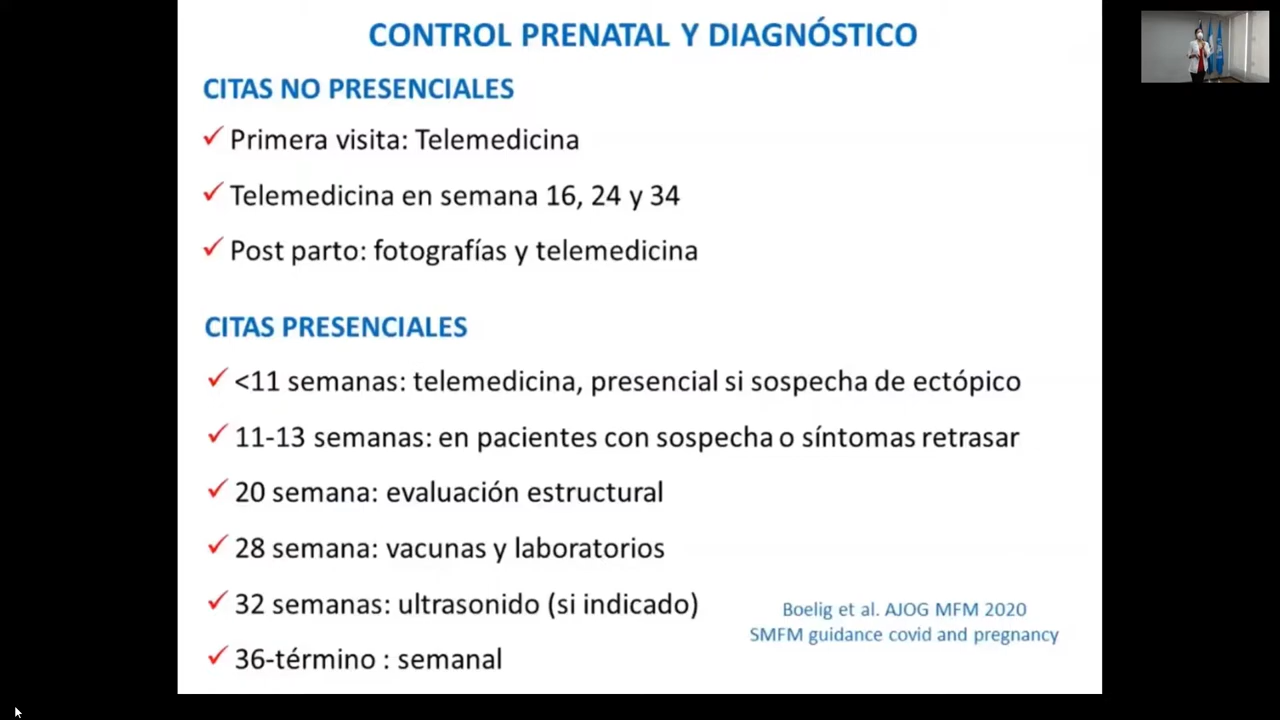 CONTROL PRENATAL Y DIAGNÓSTICO
CITAS NO PRESENCIALES
Primera visita: Telemedicina
Telemedicina en semana 16, 24 y 34
Post parto: fotografías y telemedicina
CITAS PRESENCIALES
<11 semanas: telemedicina, presencial si sospecha de ectópico
11-13 semanas: en pacientes con sospecha o síntomas retrasar
20 semana: evaluación estructural
28 semana: vacunas y laboratorios
32 semanas: ultrasonido (si indicado)
36-término : semanal
Boelig et al. AJOG MFM 2020
SMFM guidance covid and pregnancy